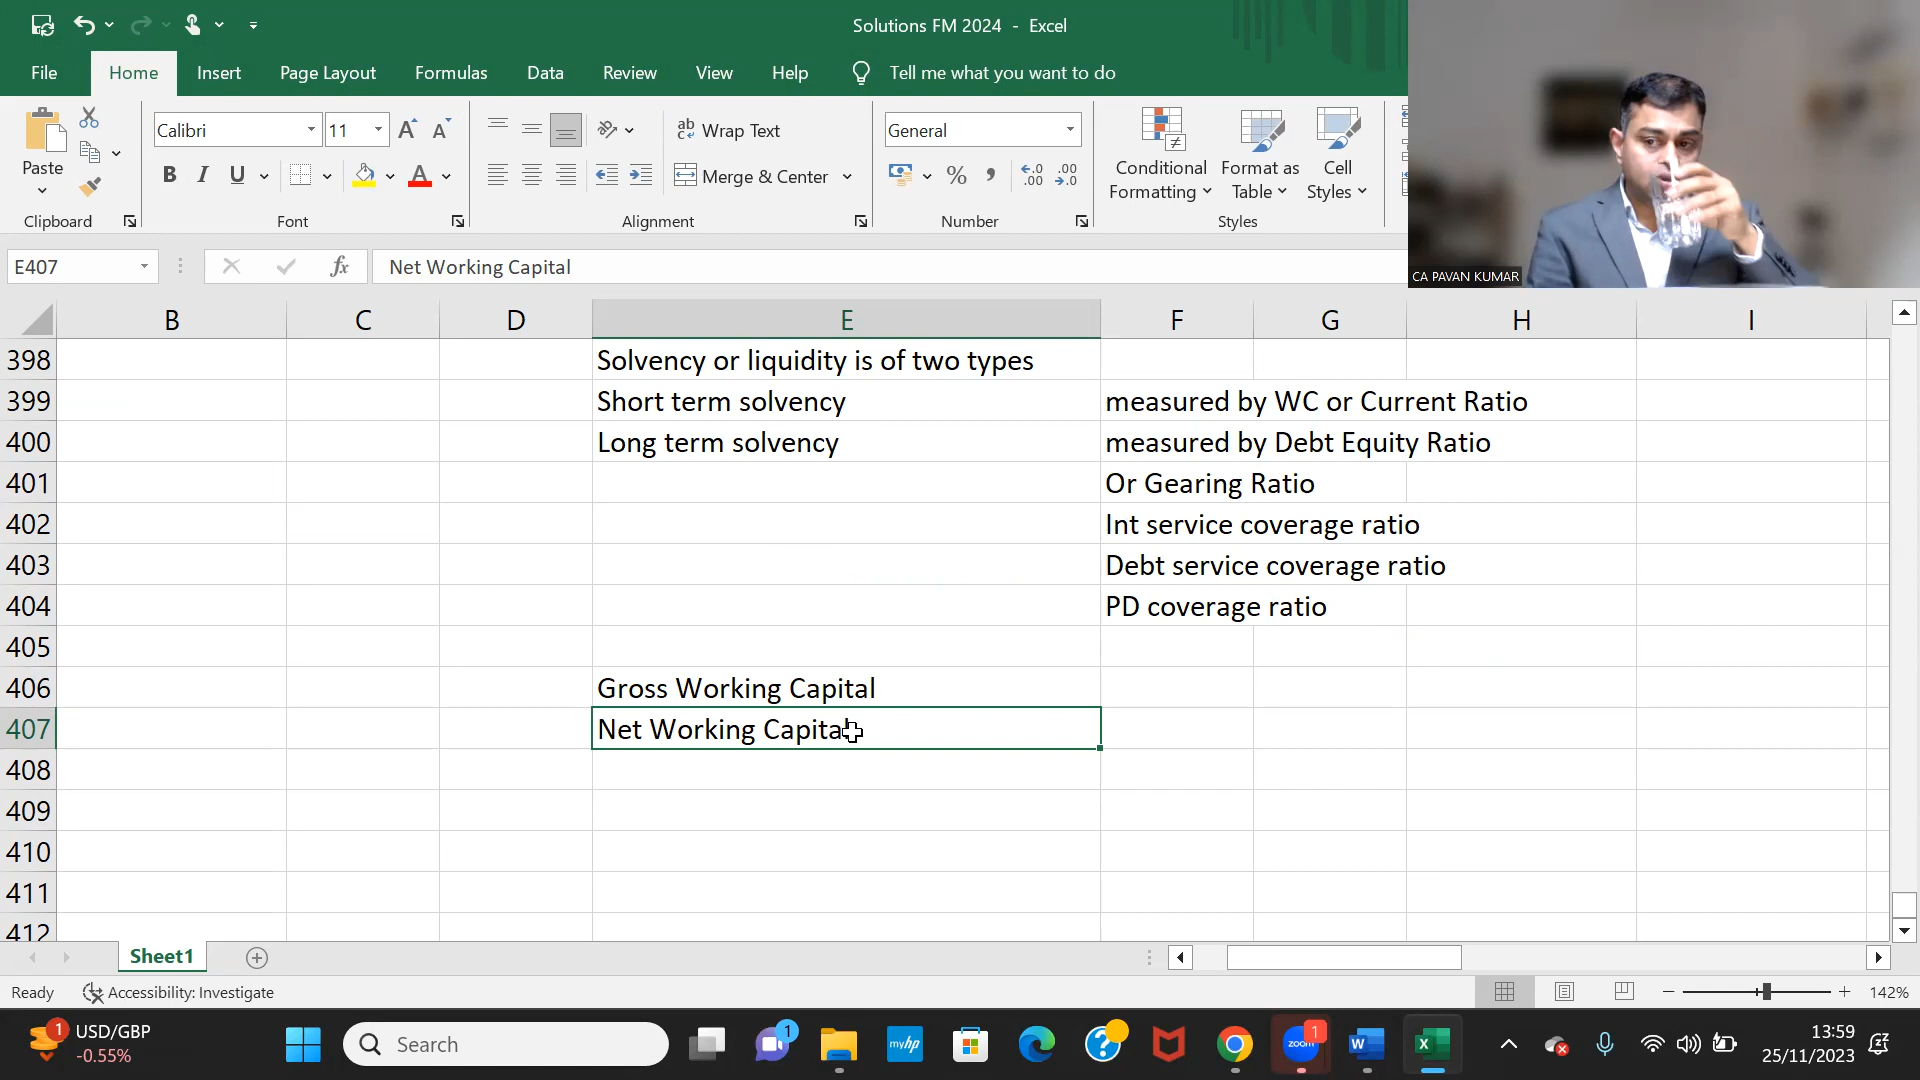 Solutions FM 2024 - Excel
File Home Insert Page Layout Formulas Data Review View Help Tell me what you want to do
Paste
Clipboard
Calibri 11
B I U
Font
Wrap Text
Merge & Center
Alignment
General
Number
Conditional Formatting
Format as Table
Cell Styles
Styles
CA PAVAN KUMAR
E407 fx Net Working Capital
B C D E F G H I
398 Solvency or liquidity is of two types
399 Short term solvency measured by WC or Current Ratio
400 Long term solvency measured by Debt Equity Ratio
401 Or Gearing Ratio
402 Int service coverage ratio
403 Debt service coverage ratio
404 PD coverage ratio
405
406 Gross Working Capital
407 Net Working Capital
408
409
410
411
412
Sheet1
Ready Accessibility: Investigate 142%
1 USD/GBP
-0.55%
Search
1
myhp
zoom 1
13:59
25/11/2023